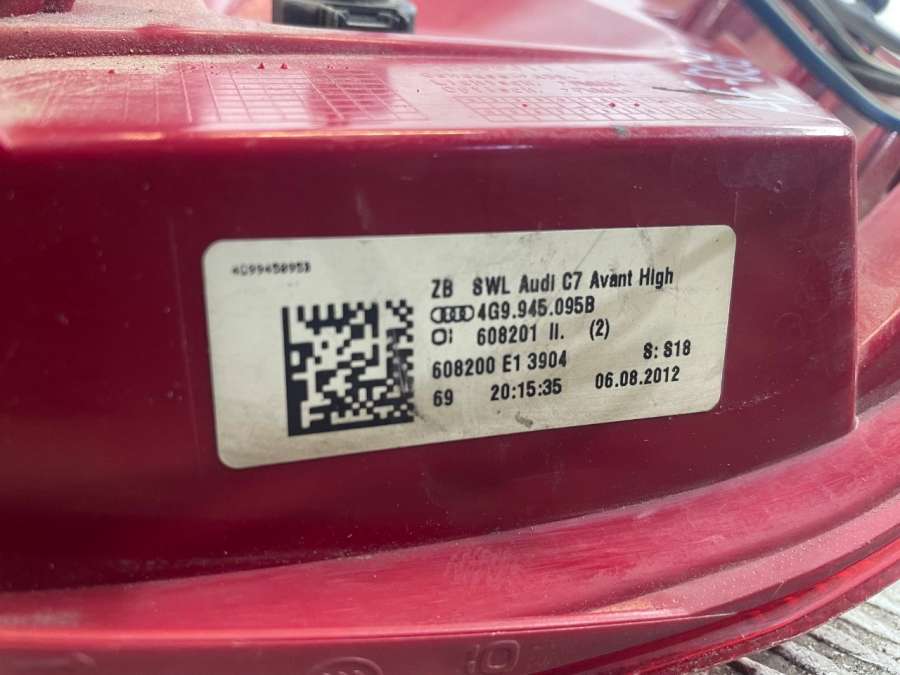 4G9945095B
ZB SWL Audi C7 Avant High
4G9.945.095B
608201 li. (2)
608200 E1 3904 S: S18
69 20:15:35 06.08.2012